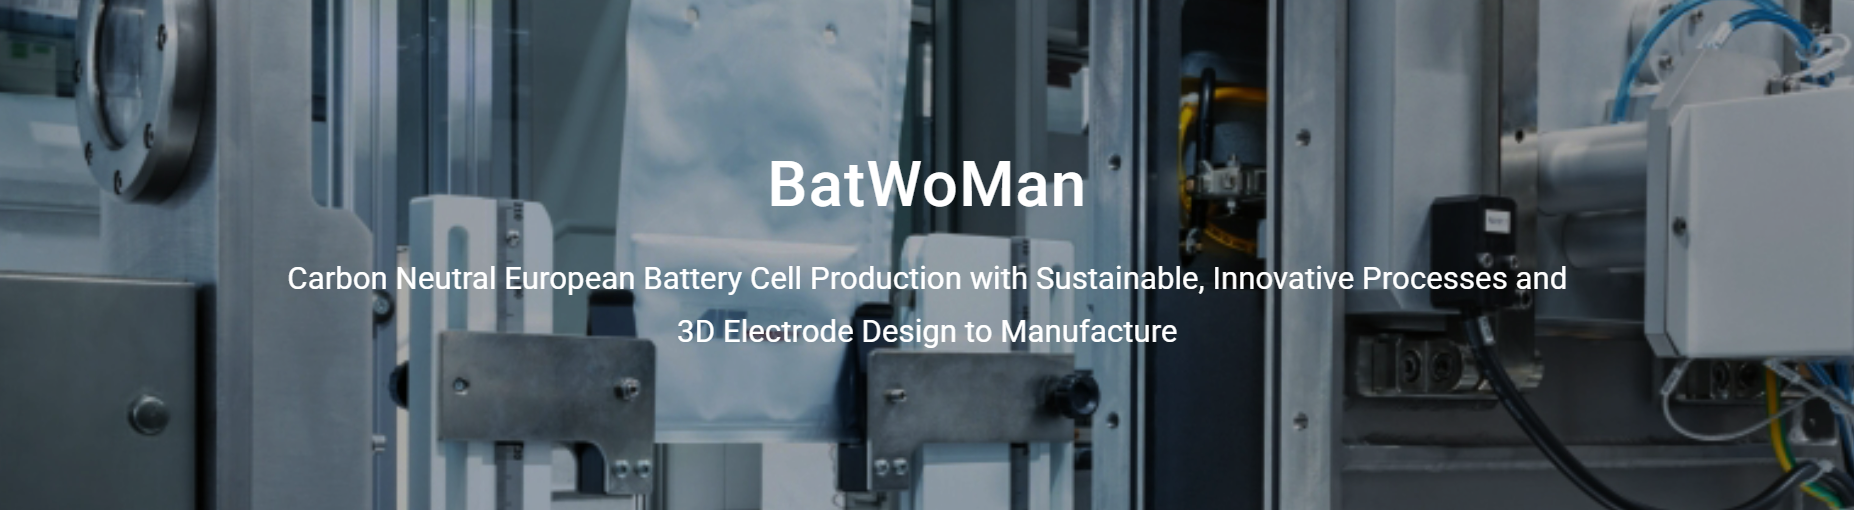 BatWoMan
Carbon Neutral European Battery Cell Production with Sustainable, Innovative Processes and
3D Electrode Design to Manufacture